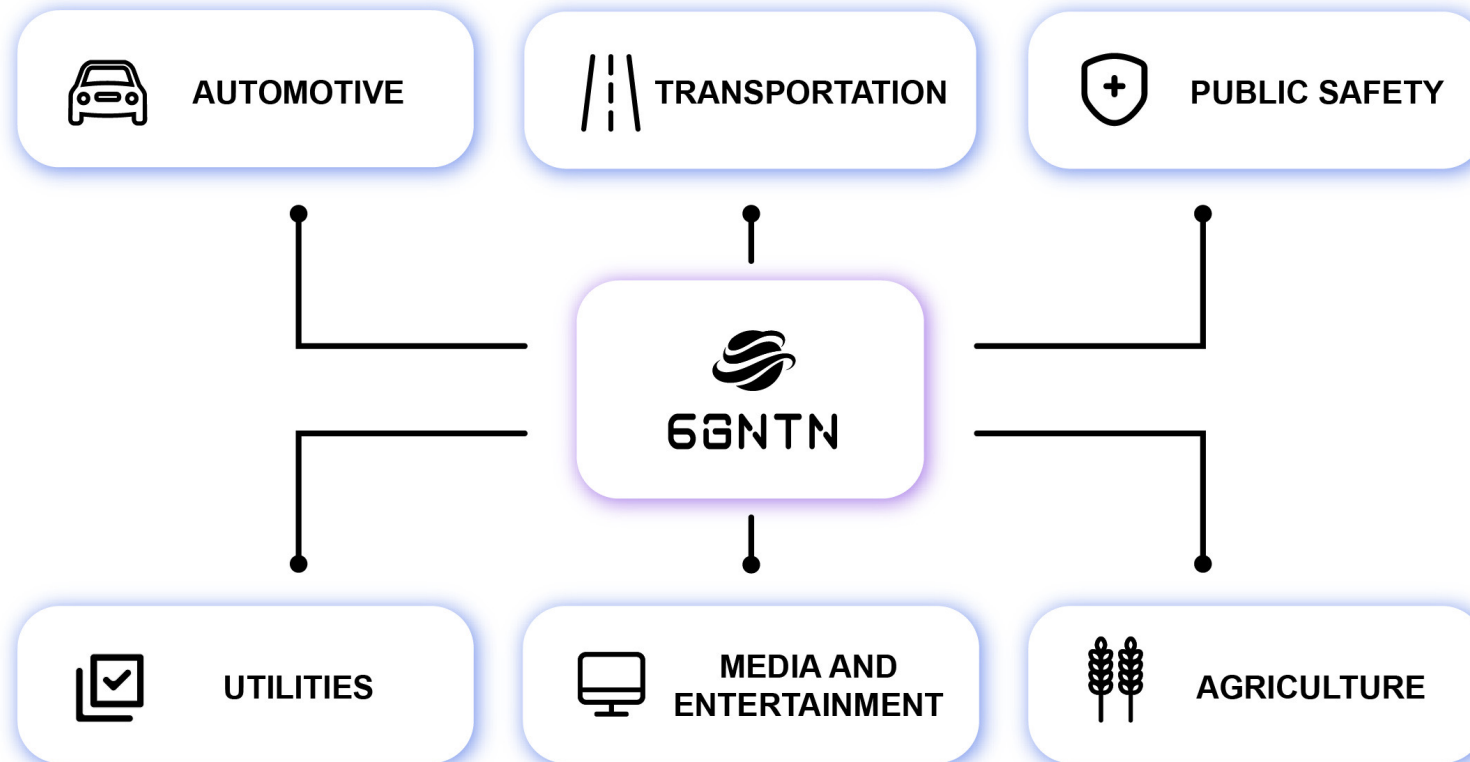 AUTOMOTIVE
TRANSPORTATION
PUBLIC SAFETY
6GNTN
UTILITIES
MEDIA AND
ENTERTAINMENT
AGRICULTURE